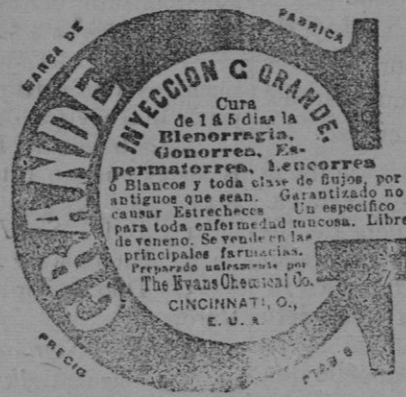 MARCA DE FABRICA
GRANDE
INYECCION G GRANDE.
Cura
de 1 á 5 dias la
Blenorragia,
Gonorrea, Es-
permatorrea, Leucorrea
ó Blancos y toda clase de flujos, por
antiguos que sean. Garantizado no
causar Estrecheces Un especifico
para toda enfermedad mucosa. Libre
de veneno. Se vende en las
principales farmacias.
Preparado unicamente por
The Evans Chemical Co.
CINCINNATI, O.,
E. U. A.
PRECIO